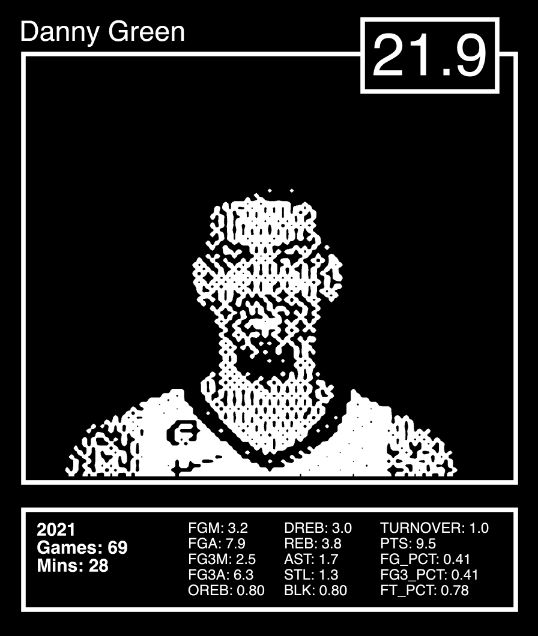 Danny Green
21.9
2021
Games: 69
Mins: 28
FGM: 3.2
FGA: 7.9
FG3M: 2.5
FG3A: 6.3
OREB: 0.80
DREB: 3.0
REB: 3.8
AST: 1.7
STL: 1.3
BLK: 0.80
TURNOVER: 1.0
PTS: 9.5
FG_PCT: 0.41
FG3_PCT: 0.41
FT_PCT: 0.78